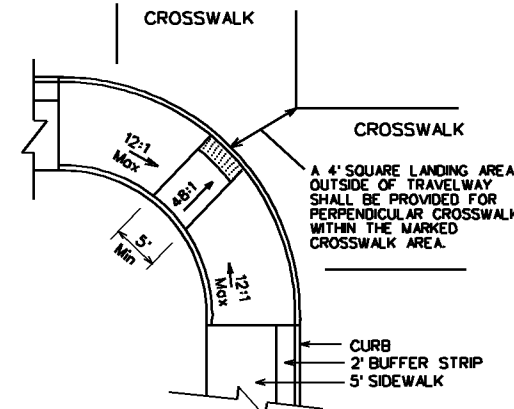 CROSSWALK
CROSSWALK
12:1
Max
48:1
5'
Min
12:1
Max
A 4' SQUARE LANDING AREA
OUTSIDE OF TRAVELWAY
SHALL BE PROVIDED FOR
PERPENDICULAR CROSSWALK
WITHIN THE MARKED
CROSSWALK AREA.
CURB
2' BUFFER STRIP
5' SIDEWALK